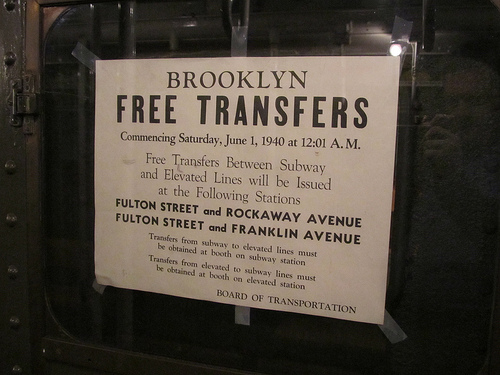 BROOKLYN
FREE TRANSFERS
Commencing Saturday, June 1, 1940 at 12:01 A.M.
Free Transfers Between Subway
and Elevated Lines will be Issued
at the Following Stations
FULTON STREET and ROCKAWAY AVENUE
FULTON STREET and FRANKLIN AVENUE
Transfers from subway to elevated lines must
be obtained at booth on subway station
Transfers from elevated to subway lines must
be obtained at booth on elevated station
BOARD OF TRANSPORTATION